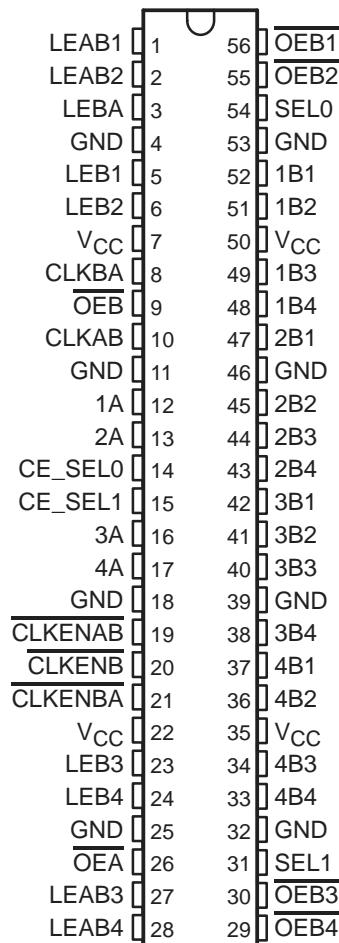 LEAB1 1 56 OEB1
LEAB2 2 55 OEB2
LEBA 3 54 SEL0
GND 4 53 GND
LEB1 5 52 1B1
LEB2 6 51 1B2
VCC 7 50 VCC
CLKBA 8 49 1B3
OEB 9 48 1B4
CLKAB 10 47 2B1
GND 11 46 GND
1A 12 45 2B2
2A 13 44 2B3
CE_SEL0 14 43 2B4
CE_SEL1 15 42 3B1
3A 16 41 3B2
4A 17 40 3B3
GND 18 39 GND
CLKENAB 19 38 3B4
CLKENB 20 37 4B1
CLKENBA 21 36 4B2
VCC 22 35 VCC
LEB3 23 34 4B3
LEB4 24 33 4B4
GND 25 32 GND
OEA 26 31 SEL1
LEAB3 27 30 OEB3
LEAB4 28 29 OEB4